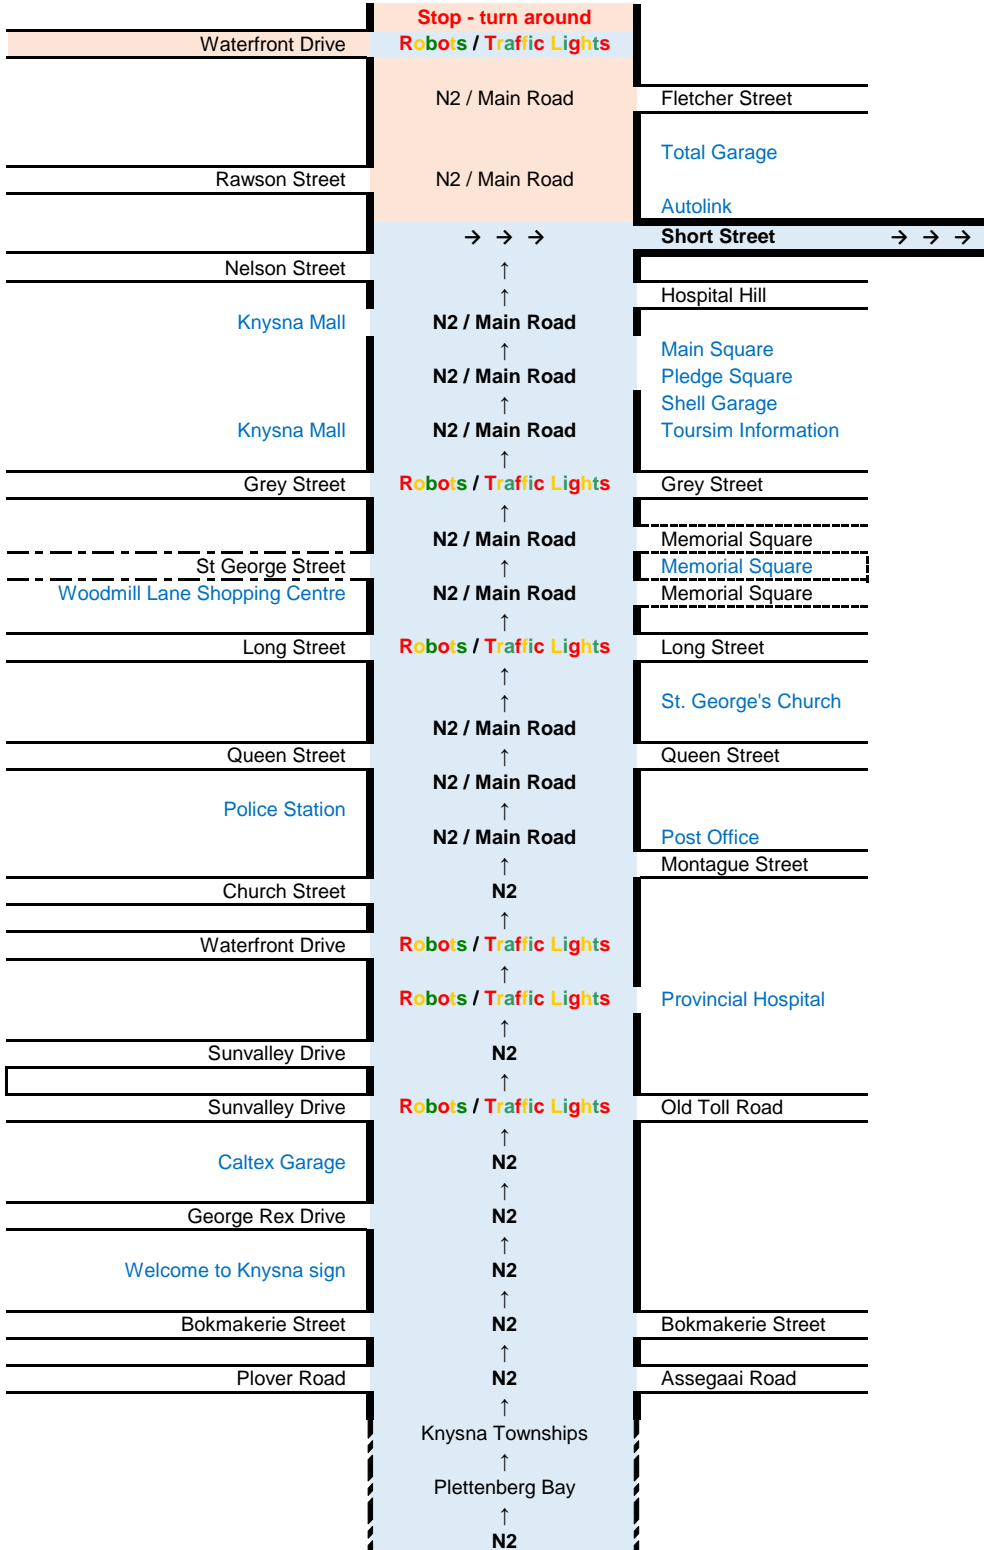 Stop - turn around
Waterfront Drive Robots / Traffic Lights
N2 / Main Road Fletcher Street
Total Garage
Rawson Street N2 / Main Road
Autolink
→ → → Short Street → → →
Nelson Street ↑
↑ Hospital Hill
Knysna Mall N2 / Main Road
↑ Main Square
N2 / Main Road Pledge Square
↑ Shell Garage
Knysna Mall N2 / Main Road Toursim Information
↑
Grey Street Robots / Traffic Lights Grey Street
↑
N2 / Main Road Memorial Square
St George Street ↑ Memorial Square
Woodmill Lane Shopping Centre N2 / Main Road Memorial Square
↑
Long Street Robots / Traffic Lights Long Street
↑
↑ St. George's Church
N2 / Main Road
Queen Street ↑ Queen Street
N2 / Main Road
Police Station ↑
N2 / Main Road Post Office
↑ Montague Street
Church Street N2
↑
Waterfront Drive Robots / Traffic Lights
↑
Robots / Traffic Lights Provincial Hospital
↑
Sunvalley Drive N2
↑
Sunvalley Drive Robots / Traffic Lights Old Toll Road
↑
Caltex Garage N2
↑
George Rex Drive N2
↑
Welcome to Knysna sign N2
↑
Bokmakerie Street N2 Bokmakerie Street
↑
Plover Road N2 Assegaai Road
↑
Knysna Townships
↑
Plettenberg Bay
↑
N2